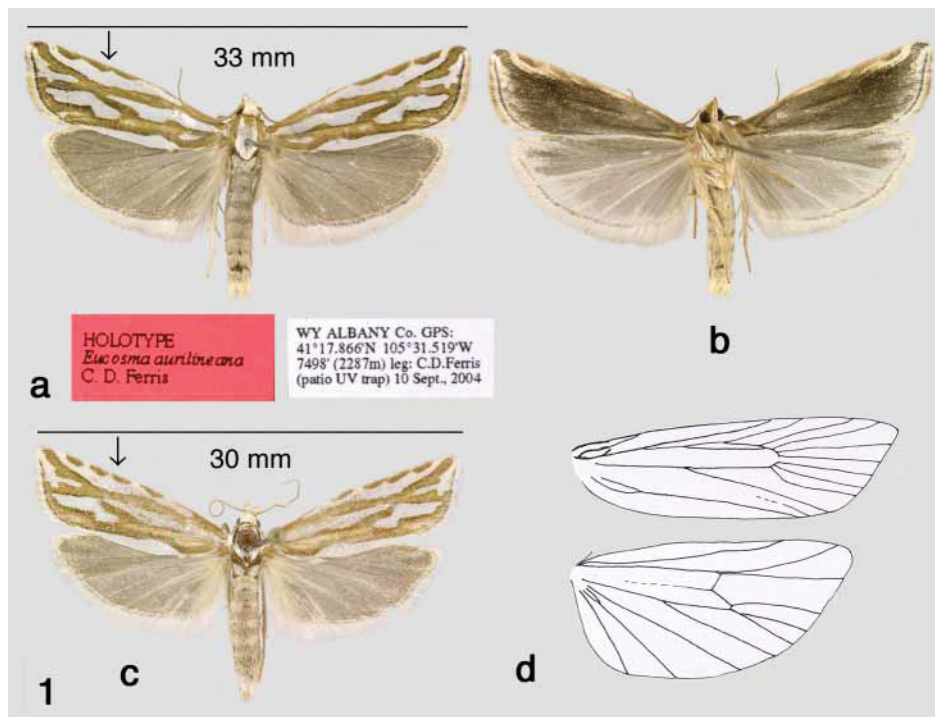 33 mm
HOLOTYPE
Eucosma aurilineana
C. D. Ferris
WY ALBANY Co. GPS:
41°17.866'N 105°31.519'W
7498' (2287m) leg: C.D.Ferris
(patio UV trap) 10 Sept., 2004
a
b
30 mm
1
c
d